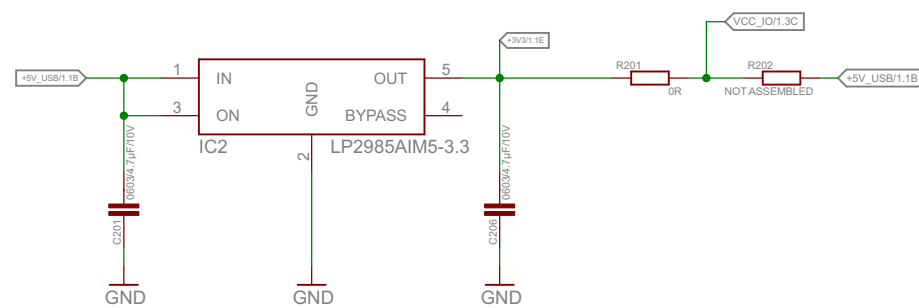 VCC_IO/1.3C
+3V3/1.1E
+5V_USB/1.1B
1
IN
OUT
5
R201
R202
0R
NOT ASSEMBLED
+5V_USB/1.1B
3
ON
GND
BYPASS
4
IC2
2
LP2985AIM5-3.3
0603/4.7µF/10V
C201
0603/4.7µF/10V
C206
GND
GND
GND